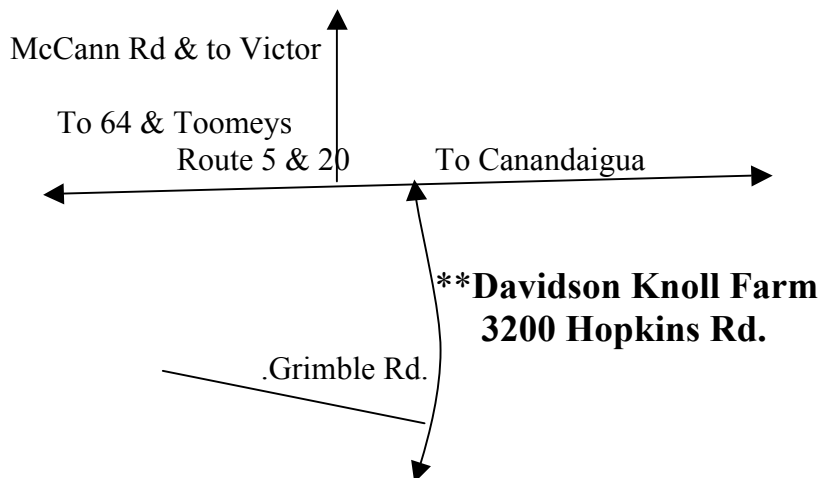 McCann Rd & to Victor
To 64 & Toomeys
Route 5 & 20
To Canandaigua
**Davidson Knoll Farm
3200 Hopkins Rd.
.Grimble Rd.